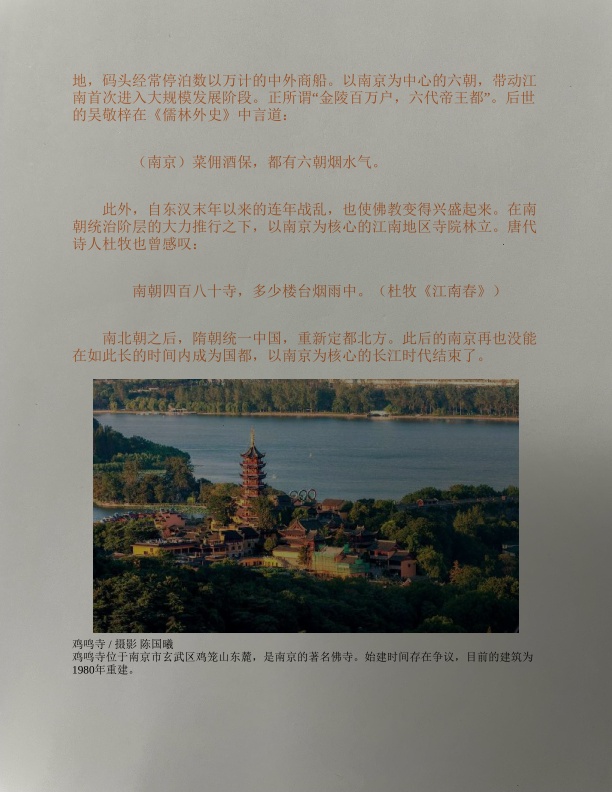 地，码头经常停泊数以万计的中外商船。以南京为中心的六朝，带动江
南首次进入大规模发展阶段。正所谓“金陵百万户，六代帝王都”。后世
的吴敬梓在《儒林外史》中言道：
（南京）菜佣酒保，都有六朝烟水气。
此外，自东汉末年以来的连年战乱，也使佛教变得兴盛起来。在南
朝统治阶层的大力推行之下，以南京为核心的江南地区寺院林立。唐代
诗人杜牧也曾感叹：
南朝四百八十寺，多少楼台烟雨中。（杜牧《江南春》）
南北朝之后，隋朝统一中国，重新定都北方。此后的南京再也没能
在如此长的时间内成为国都，以南京为核心的长江时代结束了。
鸡鸣寺 / 摄影 陈国曦
鸡鸣寺位于南京市玄武区鸡笼山东麓，是南京的著名佛寺。始建时间存在争议，目前的建筑为
1980年重建。